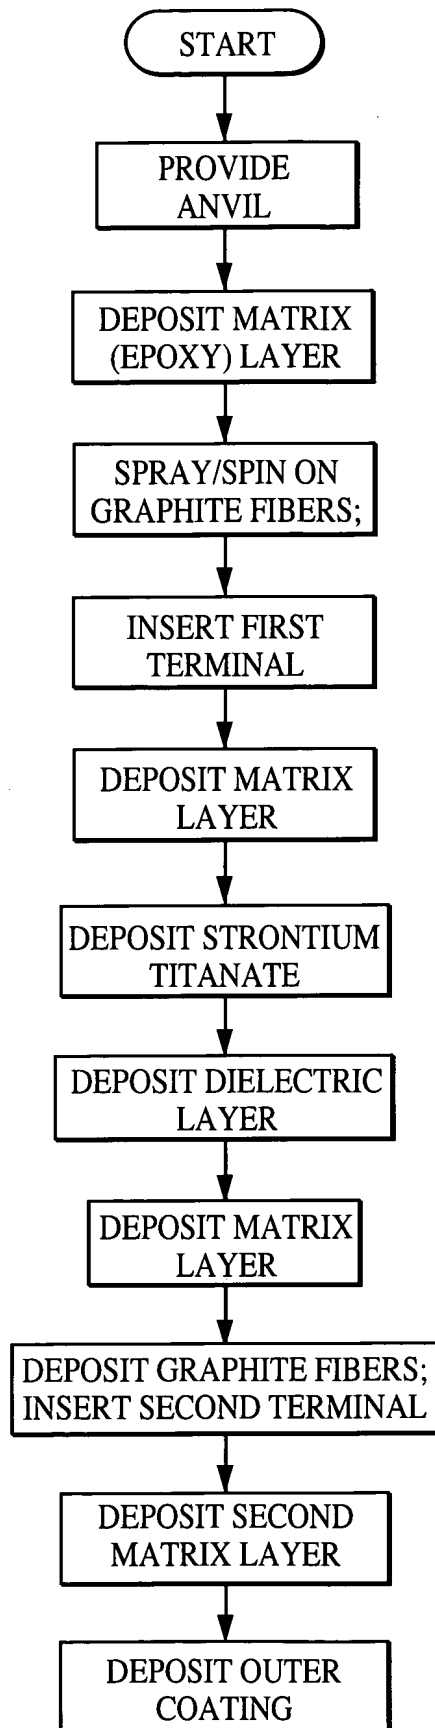 START
PROVIDE
ANVIL
DEPOSIT MATRIX
(EPOXY) LAYER
SPRAY/SPIN ON
GRAPHITE FIBERS;
INSERT FIRST
TERMINAL
DEPOSIT MATRIX
LAYER
DEPOSIT STRONTIUM
TITANATE
DEPOSIT DIELECTRIC
LAYER
DEPOSIT MATRIX
LAYER
DEPOSIT GRAPHITE FIBERS;
INSERT SECOND TERMINAL
DEPOSIT SECOND
MATRIX LAYER
DEPOSIT OUTER
COATING